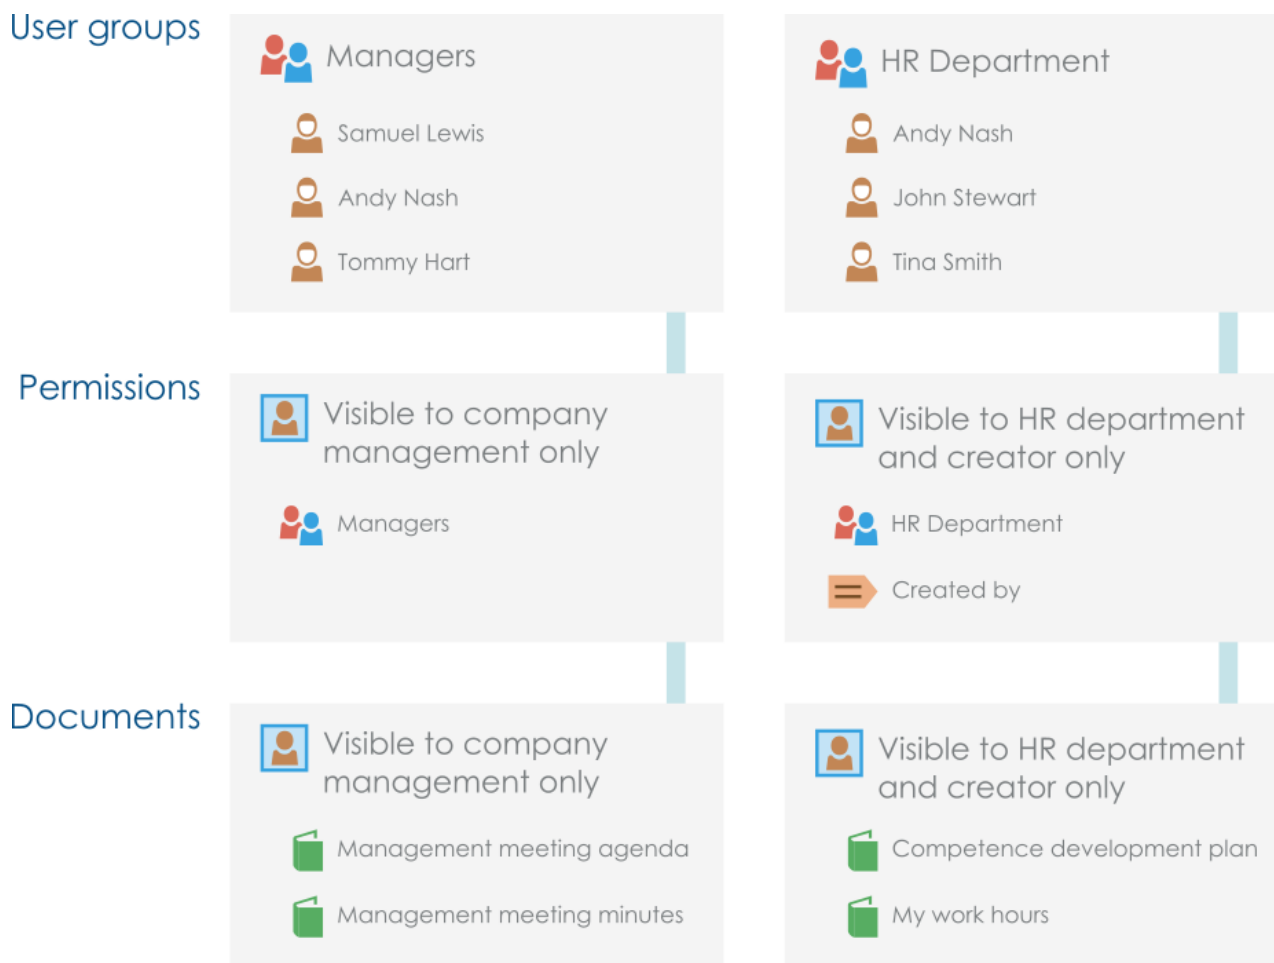 User groups
Managers
Samuel Lewis
Andy Nash
Tommy Hart
HR Department
Andy Nash
John Stewart
Tina Smith
Permissions
Visible to company
management only
Managers
Visible to HR department
and creator only
HR Department
Created by
Documents
Visible to company
management only
Management meeting agenda
Management meeting minutes
Visible to HR department
and creator only
Competence development plan
My work hours